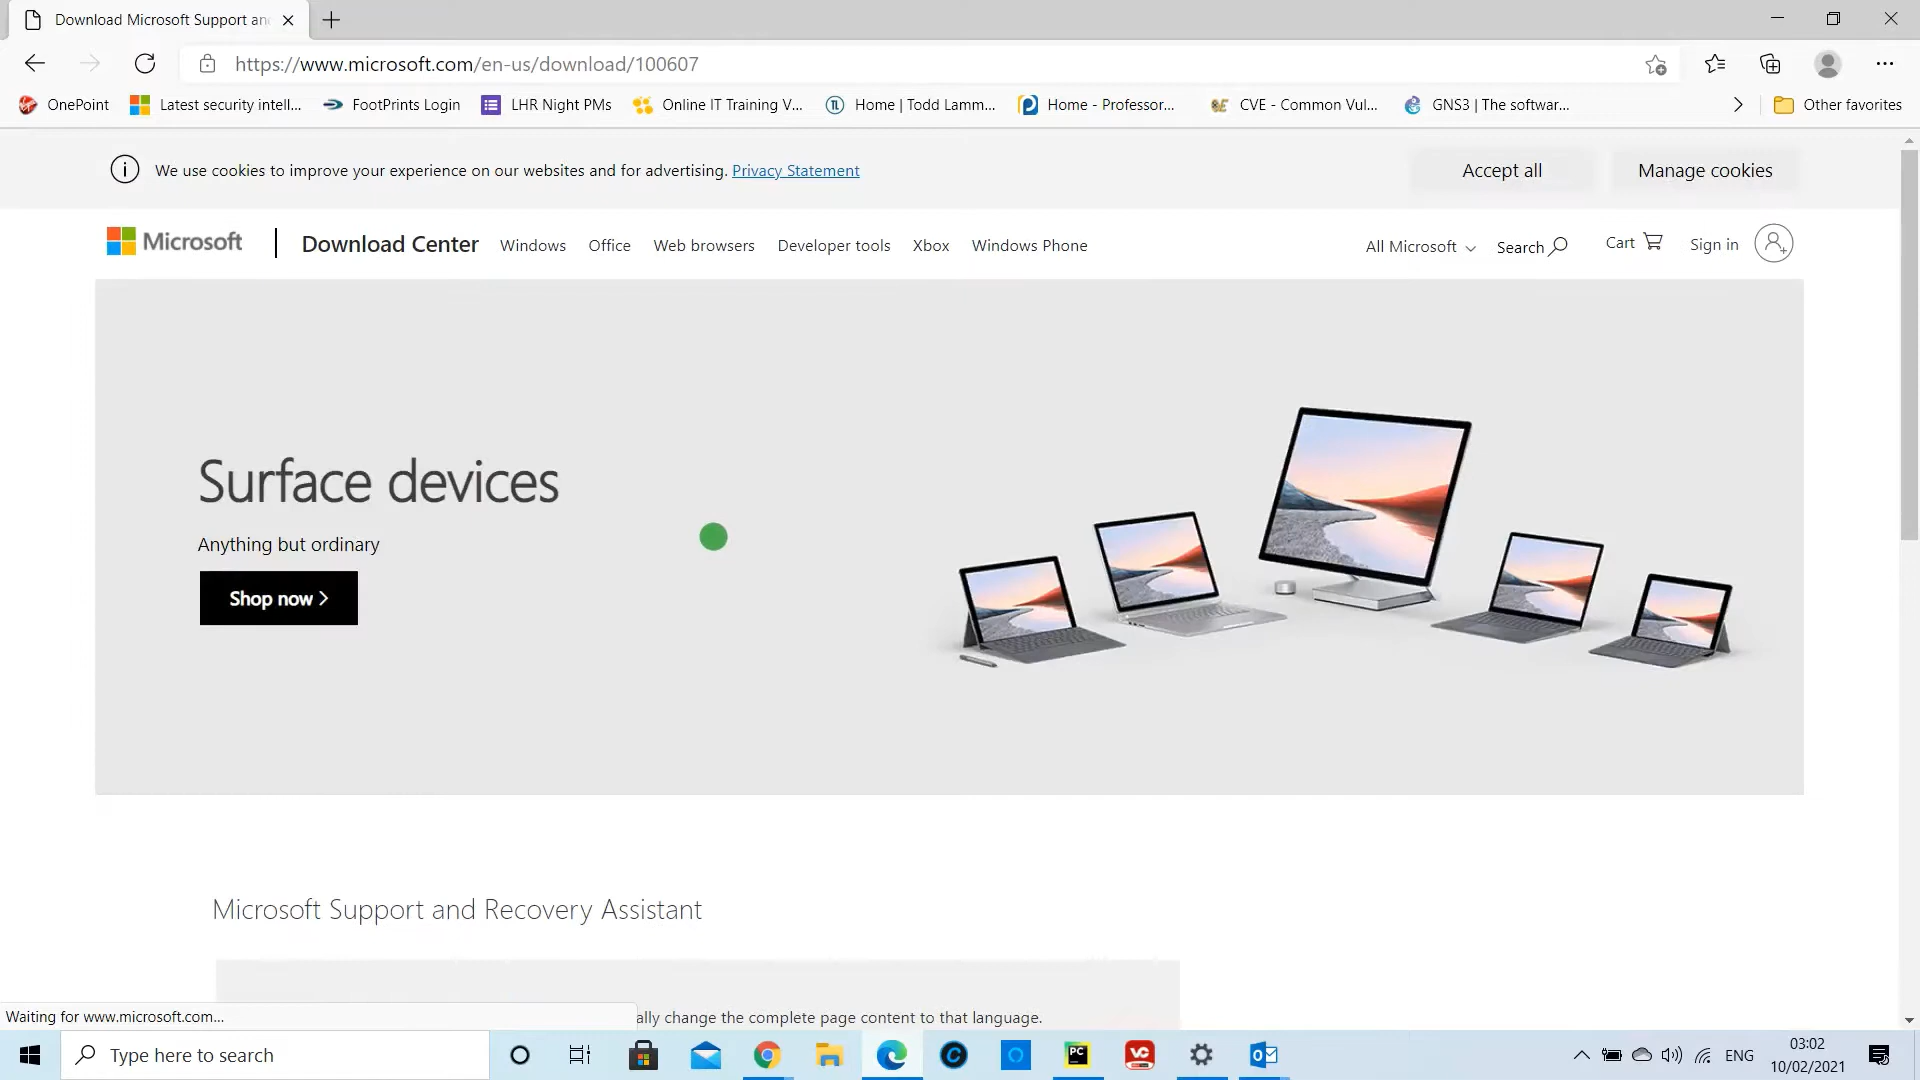 Download Microsoft Support an
https://www.microsoft.com/en-us/download/100607
OnePoint Latest security intell... FootPrints Login LHR Night PMs Online IT Training V... Home | Todd Lamm... Home - Professor... CVE - Common Vul... GNS3 | The softwar... Other favorites
We use cookies to improve your experience on our websites and for advertising. Privacy Statement Accept all Manage cookies
Microsoft Download Center Windows Office Web browsers Developer tools Xbox Windows Phone All Microsoft Search Cart Sign in
Surface devices
Anything but ordinary
Shop now >
Microsoft Support and Recovery Assistant
Waiting for www.microsoft.com... ally change the complete page content to that language.
Type here to search
PC
VC
ENG
03:02
10/02/2021